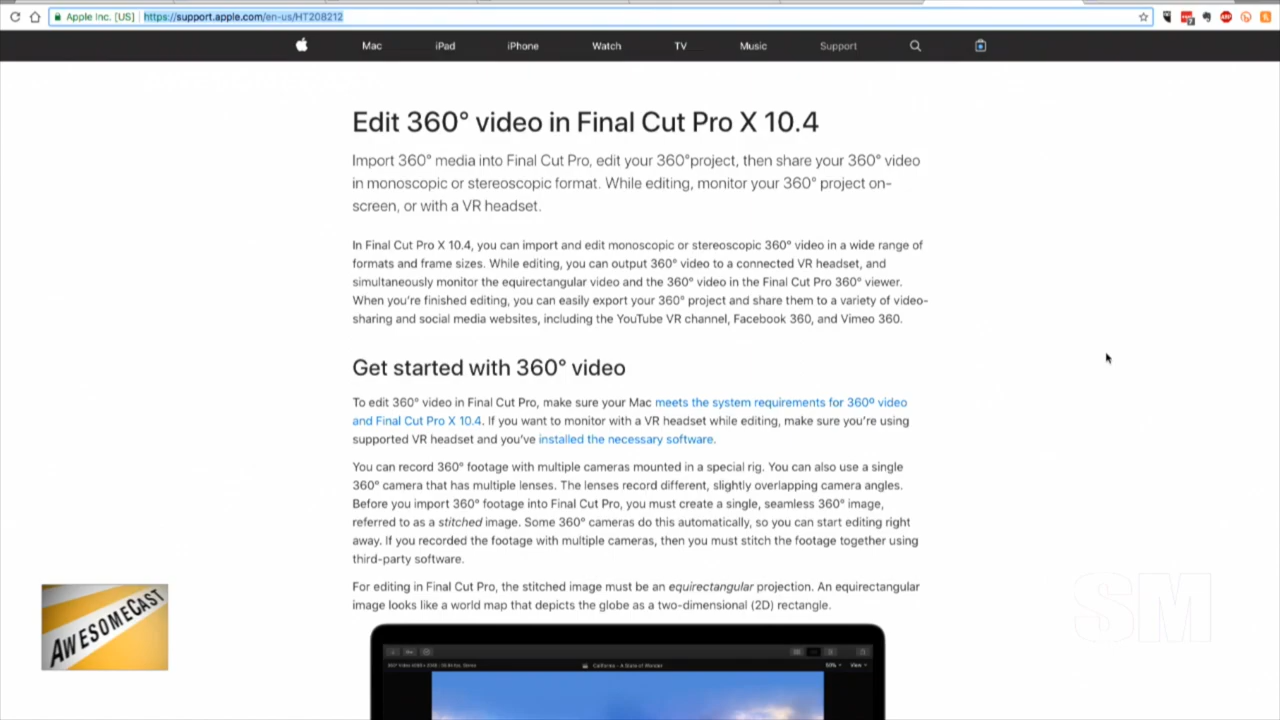 Apple Inc. [US]
https://support.apple.com/en-us/HT208212
Mac iPad iPhone Watch TV Music Support
Edit 360° video in Final Cut Pro X 10.4
Import 360° media into Final Cut Pro, edit your 360°project, then share your 360° video
in monoscopic or stereoscopic format. While editing, monitor your 360° project on-
screen, or with a VR headset.
In Final Cut Pro X 10.4, you can import and edit monoscopic or stereoscopic 360° video in a wide range of
formats and frame sizes. While editing, you can output 360° video to a connected VR headset, and
simultaneously monitor the equirectangular video and the 360° video in the Final Cut Pro 360° viewer.
When you're finished editing, you can easily export your 360° project and share them to a variety of video-
sharing and social media websites, including the YouTube VR channel, Facebook 360, and Vimeo 360.
Get started with 360° video
To edit 360° video in Final Cut Pro, make sure your Mac meets the system requirements for 360º video
and Final Cut Pro X 10.4. If you want to monitor with a VR headset while editing, make sure you're using
supported VR headset and you've installed the necessary software.
You can record 360° footage with multiple cameras mounted in a special rig. You can also use a single
360° camera that has multiple lenses. The lenses record different, slightly overlapping camera angles.
Before you import 360° footage into Final Cut Pro, you must create a single, seamless 360° image,
referred to as a stitched image. Some 360° cameras do this automatically, so you can start editing right
away. If you recorded the footage with multiple cameras, then you must stitch the footage together using
third-party software.
For editing in Final Cut Pro, the stitched image must be an equirectangular projection. An equirectangular
image looks like a world map that depicts the globe as a two-dimensional (2D) rectangle.
AWESOMECAST
SM
View